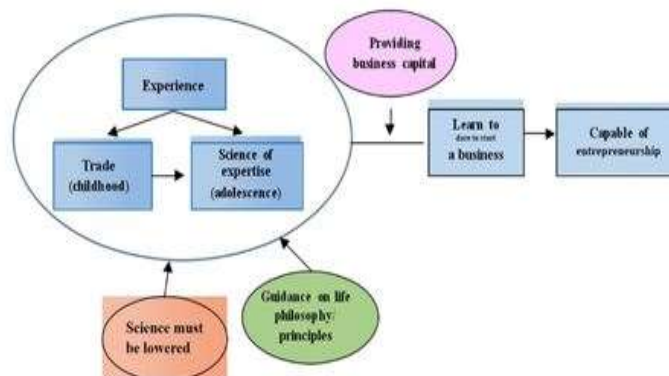 Providing
business capital
Experience
Learn to
dare to start
a business
Capable of
entrepreneurship
Trade
(childhood)
Science of
expertise
(adolescence)
Guidance on life
philosophy/
principles
Science must
be lowered